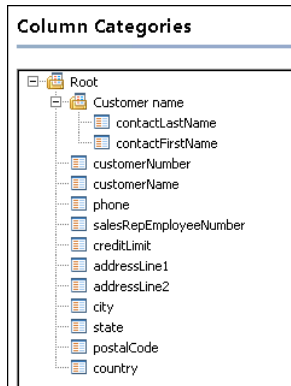 Column Categories
Root
Customer name
contactLastName
contactFirstName
customerNumber
customerName
phone
salesRepEmployeeNumber
creditLimit
addressLine1
addressLine2
city
state
postalCode
country